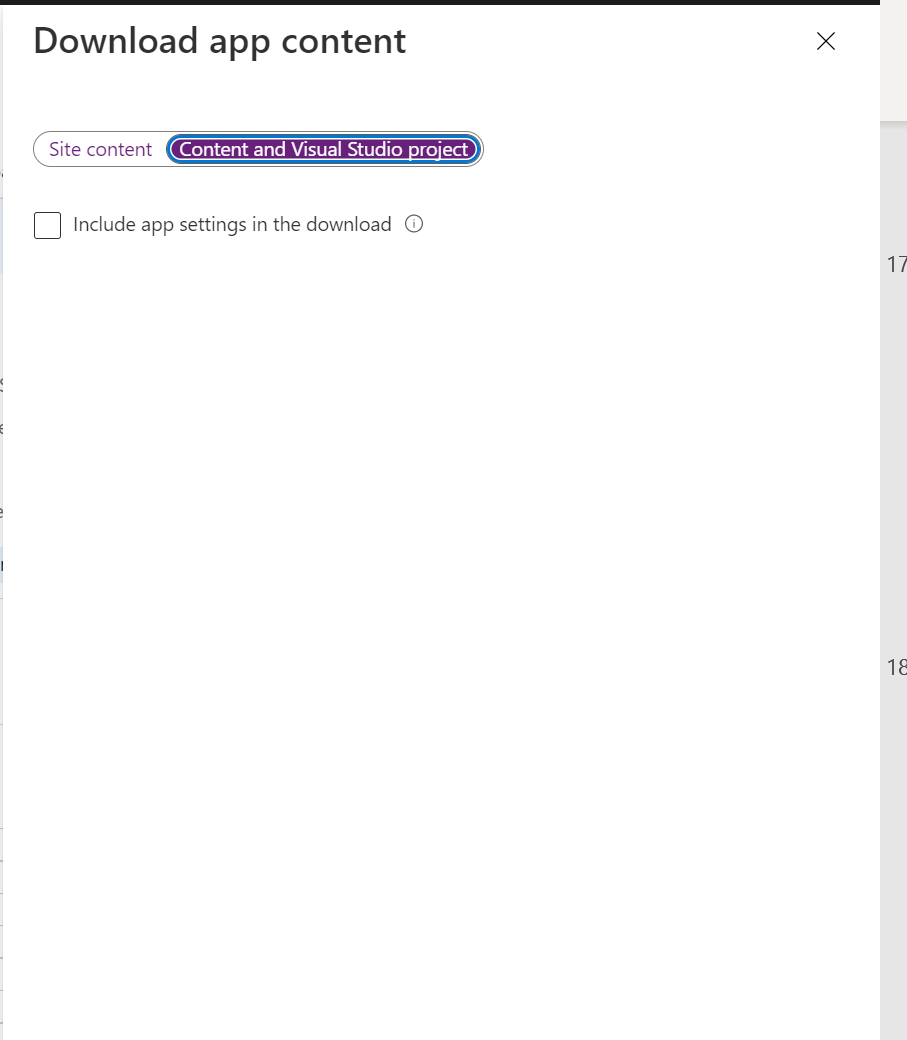 Download app content
Site content
Content and Visual Studio project
Include app settings in the download
17
18